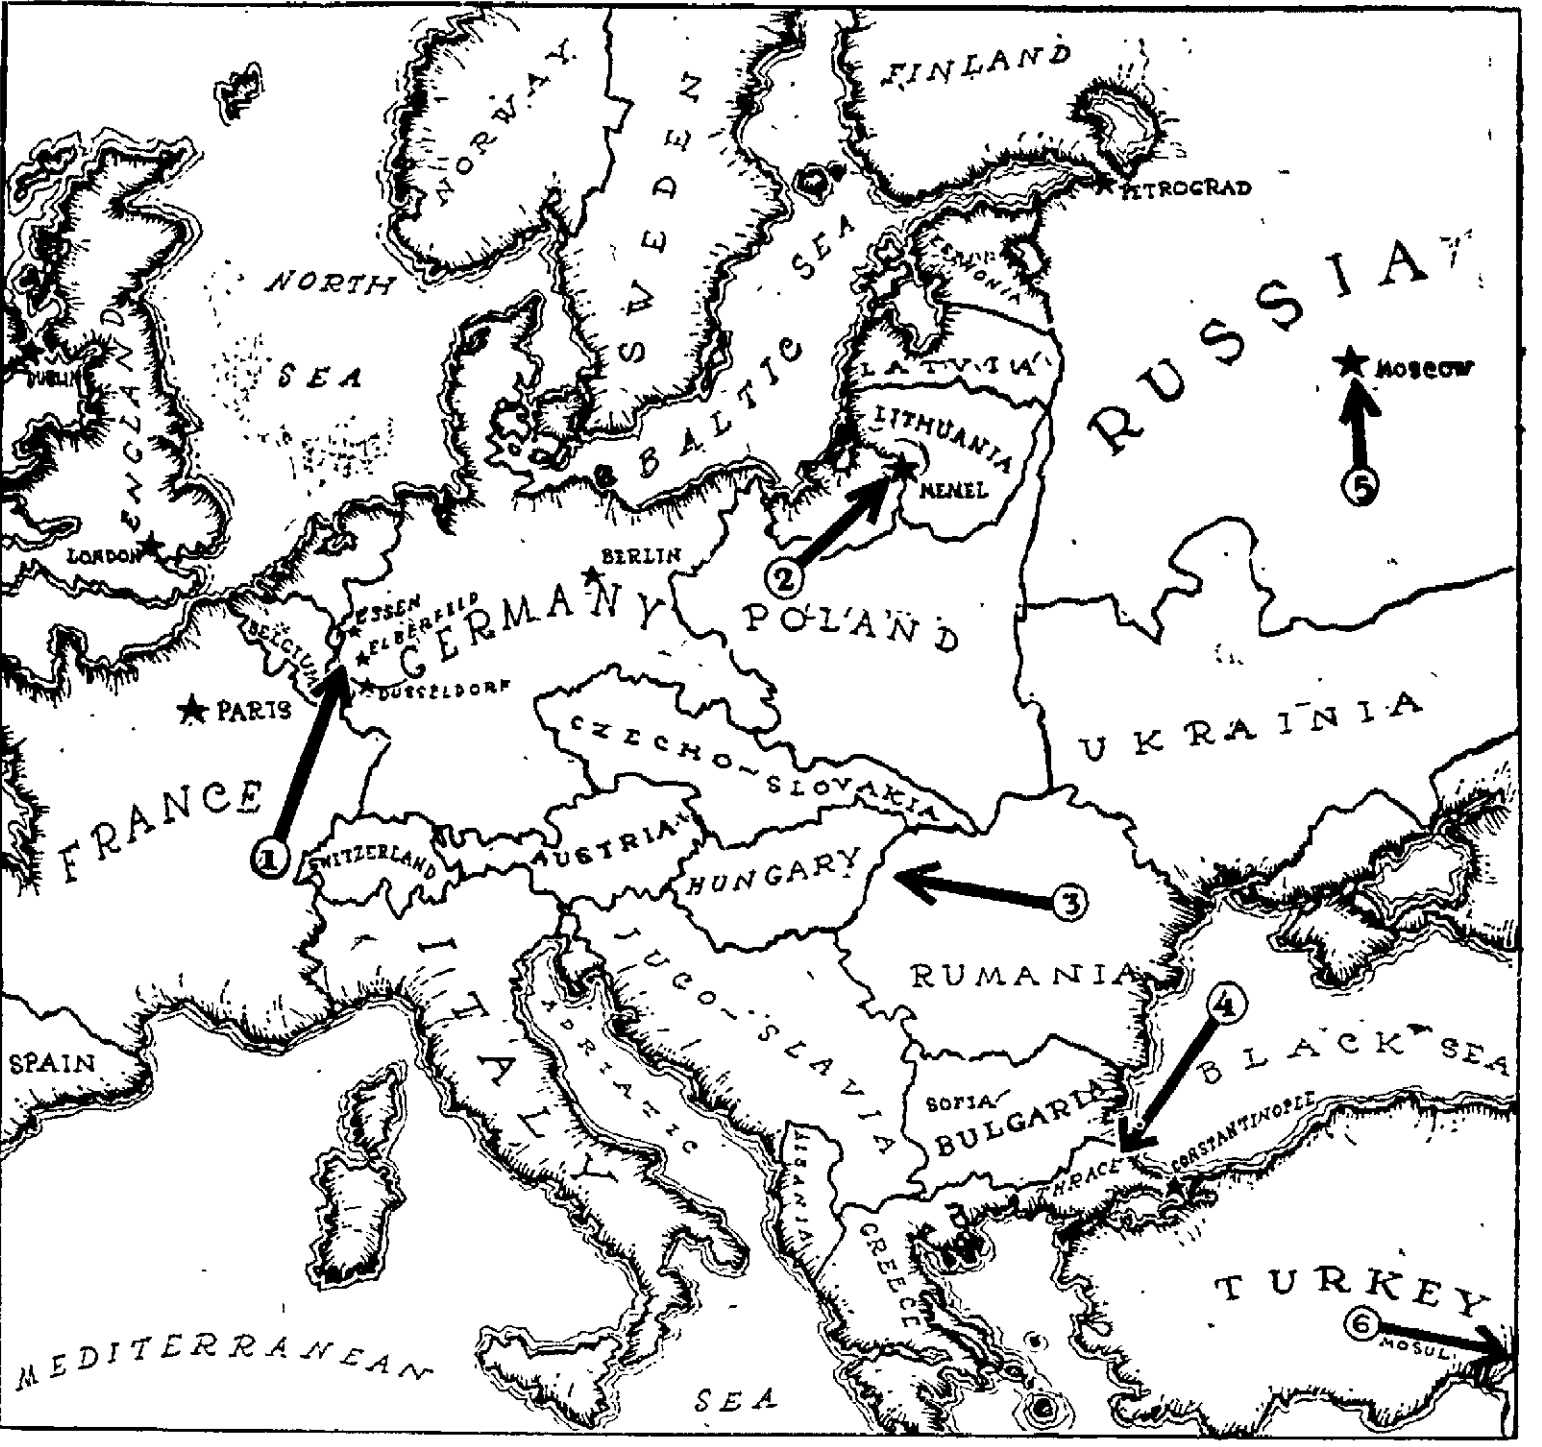 NORWAY
SWEDEN
FINLAND
PETROGRAD
NORTH
SEA
BALTIC SEA
RUSSIA
MOSCOW
5
DUBLIN
ENGLAND
LONDON
LATVIA
LITHUANIA
MEMEL
2
BERLIN
ESSEN
ELBERFELD
DUSSELDORF
GERMANY
POLAND
BELGIUM
PARIS
FRANCE
1
UKRAINIA
CZECHO-SLOVAKIA
SWITZERLAND
AUSTRIA
HUNGARY
3
RUMANIA
ITALY
ADRIATIC
JUGO-SLAVIA
4
BLACK SEA
SPAIN
SOFIA
BULGARIA
CONSTANTINOPLE
THRACE
ALBANIA
GREECE
TURKEY
6
MOSUL
MEDITERRANEAN
SEA